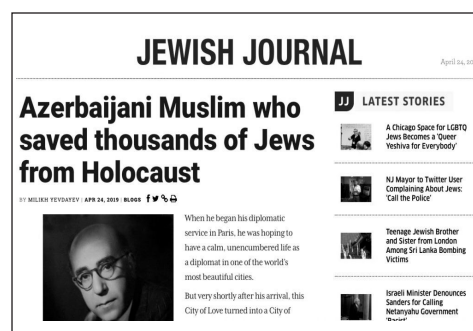 JEWISH JOURNAL
April 24, 20
Azerbaijani Muslim who
saved thousands of Jews
from Holocaust
BY MILIKH YEVDAYEV | APR 24, 2019 | BLOGS
When he began his diplomatic
service in Paris, he was hoping to
have a calm, unencumbered life as
a diplomat in one of the world's
most beautiful cities.
But very shortly after his arrival, this
City of Love turned into a City of
JJ LATEST STORIES
A Chicago Space for LGBTQ
Jews Becomes a 'Queer
Yeshiva for Everybody'
NJ Mayor to Twitter User
Complaining About Jews:
'Call the Police'
Teenage Jewish Brother
and Sister from London
Among Sri Lanka Bombing
Victims
Israeli Minister Denounces
Sanders for Calling
Netanyahu Government
'Racist'